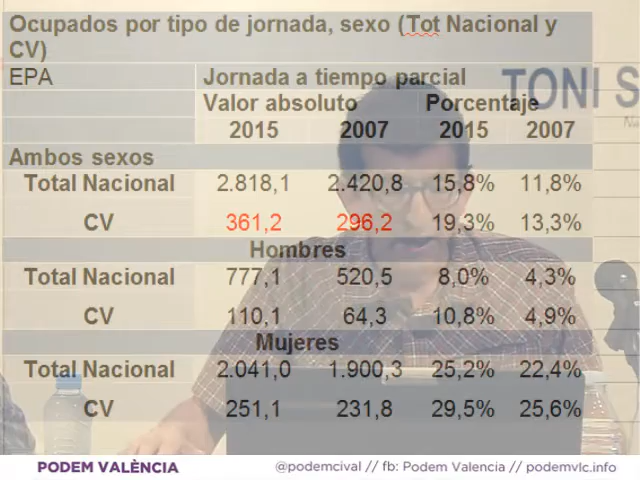 Ocupados por tipo de jornada, sexo (Tot Nacional y
CV)
EPA Jornada a tiempo parcial
Valor absoluto Porcentaje
2015 2007 2015 2007
Ambos sexos
Total Nacional 2.818,1 2.420,8 15,8% 11,8%
CV 361,2 296,2 19,3% 13,3%
Hombres
Total Nacional 777,1 520,5 8,0% 4,3%
CV 110,1 64,3 10,8% 4,9%
Mujeres
Total Nacional 2.041,0 1.900,3 25,2% 22,4%
CV 251,1 231,8 29,5% 25,6%
TONI S
PODEM VALÈNCIA @podemcival // fb: Podem Valencia // podemvlc.info